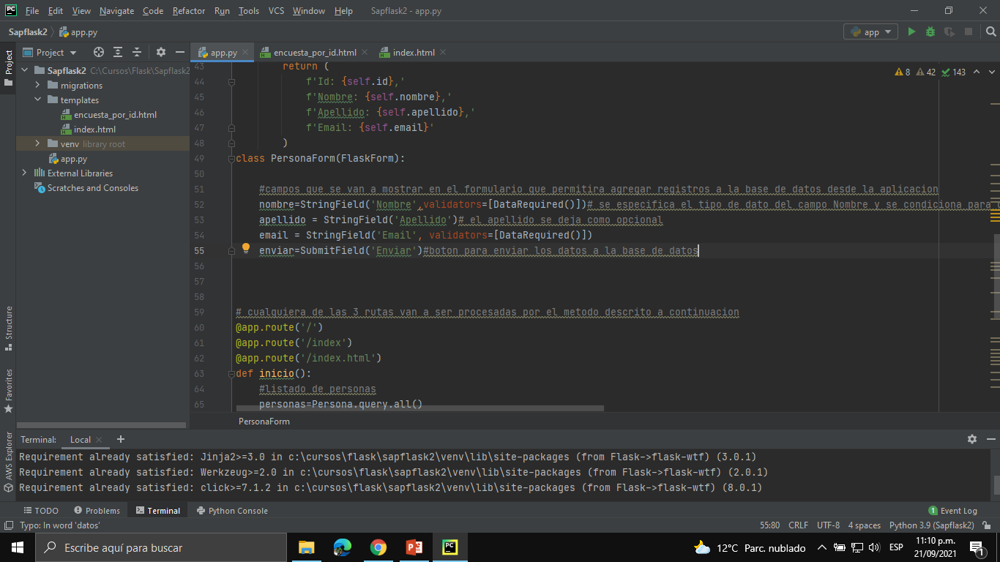 PC File Edit View Navigate Code Refactor Run Tools VCS Window Help Sapflask2 - app.py
Sapflask2 app.py app
Project app.py encuesta_por_id.html index.html
Project
Sapflask2 C:\Cursos\Flask\Sapflask2
migrations
templates
encuesta_por_id.html
index.html
venv library root
app.py
External Libraries
Scratches and Consoles
Structure
Favorites
AWS Explorer
8 42 143
43 return (
44 f'Id: {self.id},'
45 f'Nombre: {self.nombre},'
46 f'Apellido: {self.apellido},'
47 f'Email: {self.email}'
48 )
49 class PersonaForm(FlaskForm):
50
51 #campos que se van a mostrar en el formulario que permitira agregar registros a la base de datos desde la aplicacion
52 nombre=StringField('Nombre',validators=[DataRequired()])# se especifica el tipo de dato del campo Nombre y se condiciona para
53 apellido = StringField('Apellido')# el apellido se deja como opcional
54 email = StringField('Email', validators=[DataRequired()])
55 enviar=SubmitField('Enviar')#boton para enviar los datos a la base de datos
56
57
58
59 # cualquiera de las 3 rutas van a ser procesadas por el metodo descrito a continuacion
60 @app.route('/')
61 @app.route('/index')
62 @app.route('/index.html')
63 def inicio():
64 #listado de personas
65 personas=Persona.query.all()
PersonaForm
Terminal: Local +
Requirement already satisfied: Jinja2>=3.0 in c:\cursos\flask\sapflask2\venv\lib\site-packages (from Flask->flask-wtf) (3.0.1)
Requirement already satisfied: Werkzeug>=2.0 in c:\cursos\flask\sapflask2\venv\lib\site-packages (from Flask->flask-wtf) (2.0.1)
Requirement already satisfied: click>=7.1.2 in c:\cursos\flask\sapflask2\venv\lib\site-packages (from Flask->flask-wtf) (8.0.1)
TODO Problems Terminal Python Console 1 Event Log
Typo: In word 'datos' 55:80 CRLF UTF-8 4 spaces Python 3.9 (Sapflask2)
Escribe aquí para buscar 12°C Parc. nublado ESP 11:10 p.m.
21/09/2021 1